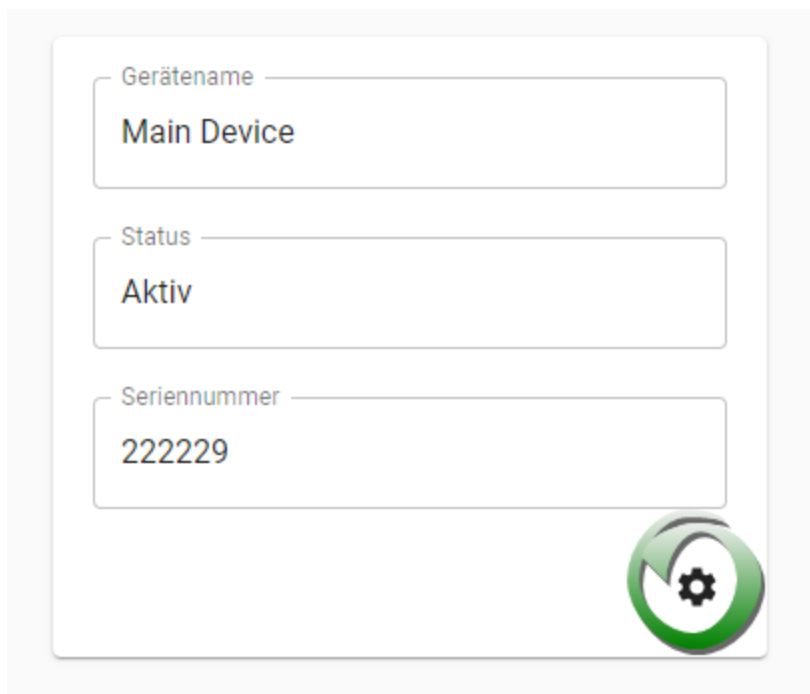 Gerätename
Main Device
Status
Aktiv
Seriennummer
222229